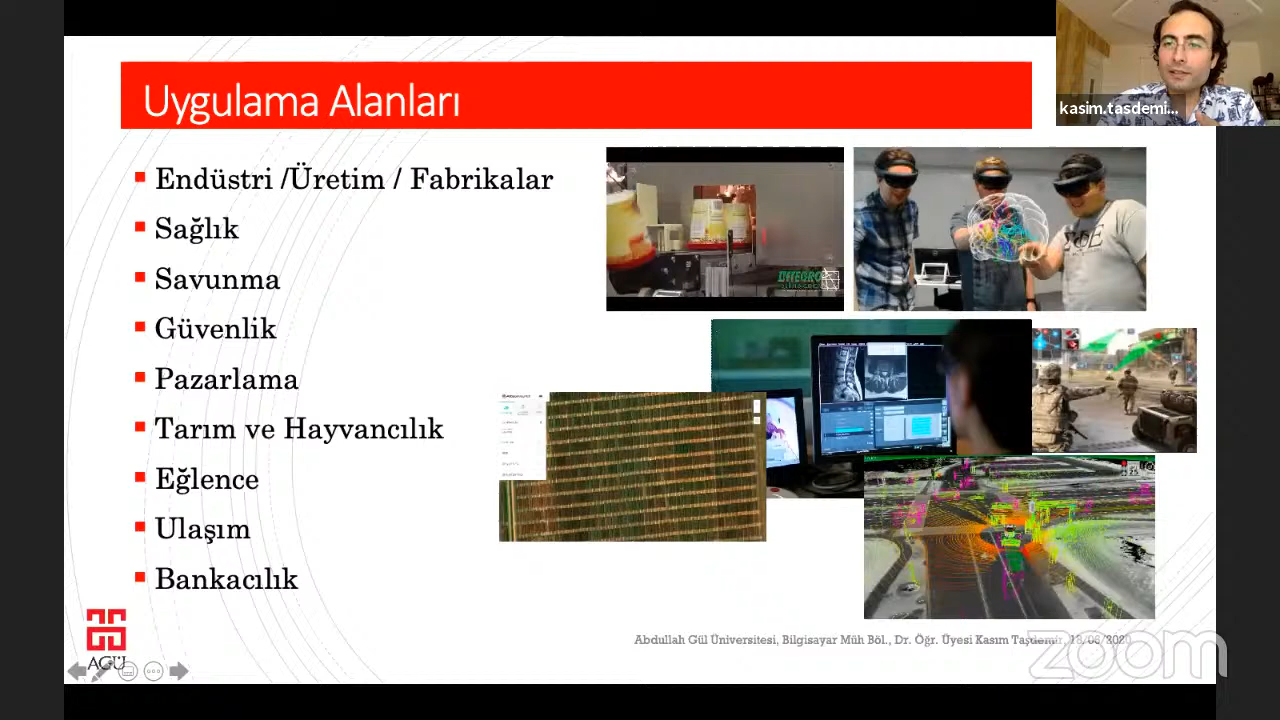 Uygulama Alanları
kasim.tasdemi...
Endüstri /Üretim / Fabrikalar
Sağlık
Savunma
Güvenlik
Pazarlama
Tarım ve Hayvancılık
Eğlence
Ulaşım
Bankacılık
Abdullah Gül Üniversitesi, Bilgisayar Müh Böl., Dr. Öğr. Üyesi Kasım Taşdemir,
AGÜ
zoom